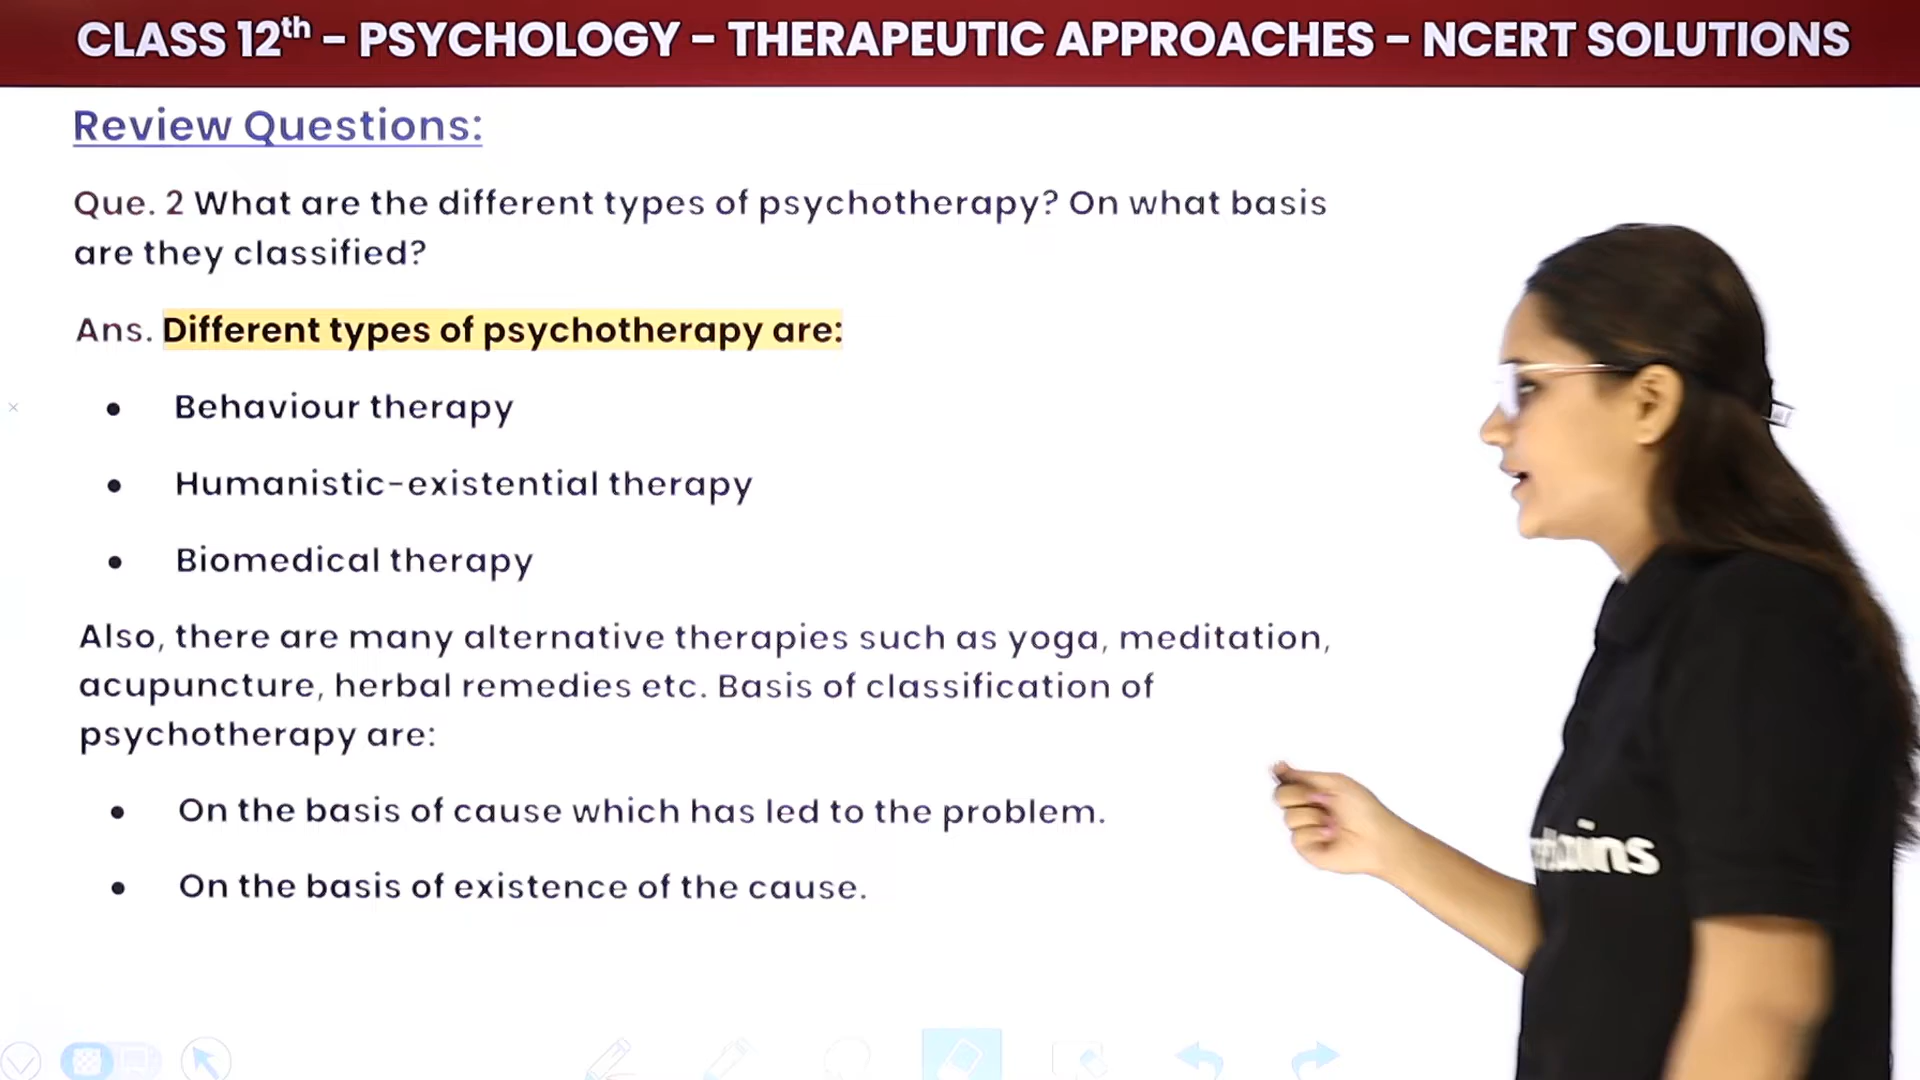 CLASS 12th – PSYCHOLOGY – THERAPEUTIC APPROACHES – NCERT SOLUTIONS
Review Questions:
Que. 2 What are the different types of psychotherapy? On what basis
are they classified?
Ans. Different types of psychotherapy are:
• Behaviour therapy
• Humanistic-existential therapy
• Biomedical therapy
Also, there are many alternative therapies such as yoga, meditation,
acupuncture, herbal remedies etc. Basis of classification of
psychotherapy are:
• On the basis of cause which has led to the problem.
• On the basis of existence of the cause.